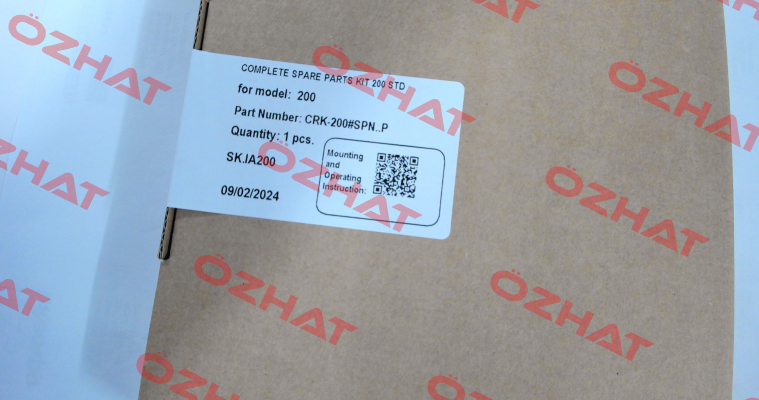 COMPLETE SPARE PARTS KIT 200 STD
for model: 200
Part Number: CRK-200#SPN..P
Quantity: 1 pcs.
SK.IA200
09/02/2024
Mounting
and
Operating
Instruction:
ÖZHAT
ÖZHAT
ÖZHAT
ÖZHAT
ÖZHAT
ÖZHAT
ÖZHAT
ÖZHAT
ÖZHAT